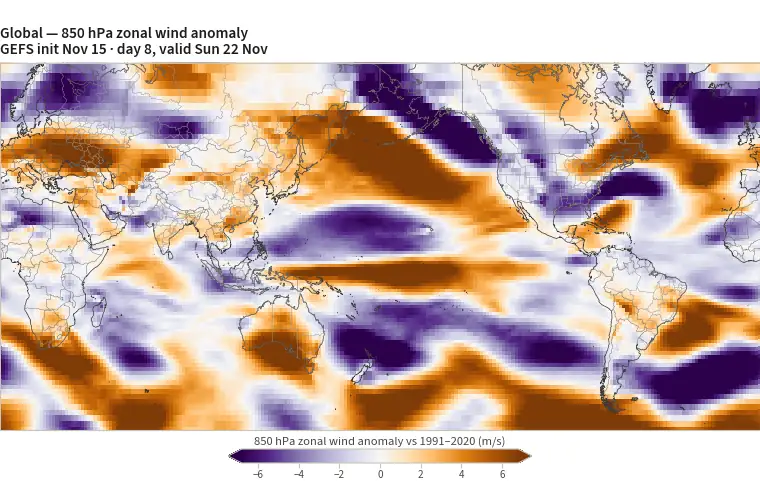 Global — 850 hPa zonal wind anomaly
GEFS init Nov 15 · day 8, valid Sun 22 Nov
850 hPa zonal wind anomaly vs 1991–2020 (m/s)
−6 −4 −2 0 2 4 6